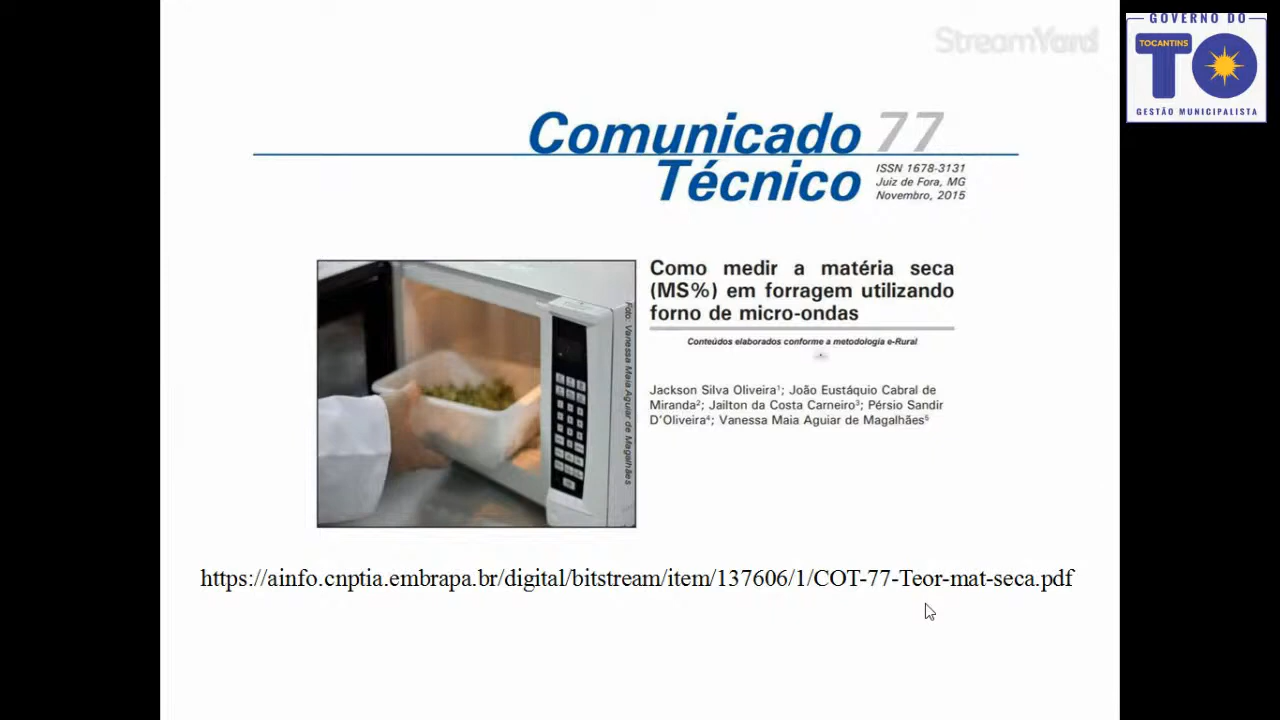 StreamYard
GOVERNO DO
TOCANTINS
TO
GESTÃO MUNICIPALISTA
Comunicado 77
Técnico
ISSN 1678-3131
Juiz de Fora, MG
Novembro, 2015
Foto: Vanessa Maia Aguiar de Magalhães
Como medir a matéria seca
(MS%) em forragem utilizando
forno de micro-ondas
Conteúdos elaborados conforme a metodologia e-Rural
Jackson Silva Oliveira¹; João Eustáquio Cabral de
Miranda²; Jailton da Costa Carneiro³; Pérsio Sandir
D’Oliveira⁴; Vanessa Maia Aguiar de Magalhães⁵
https://ainfo.cnptia.embrapa.br/digital/bitstream/item/137606/1/COT-77-Teor-mat-seca.pdf